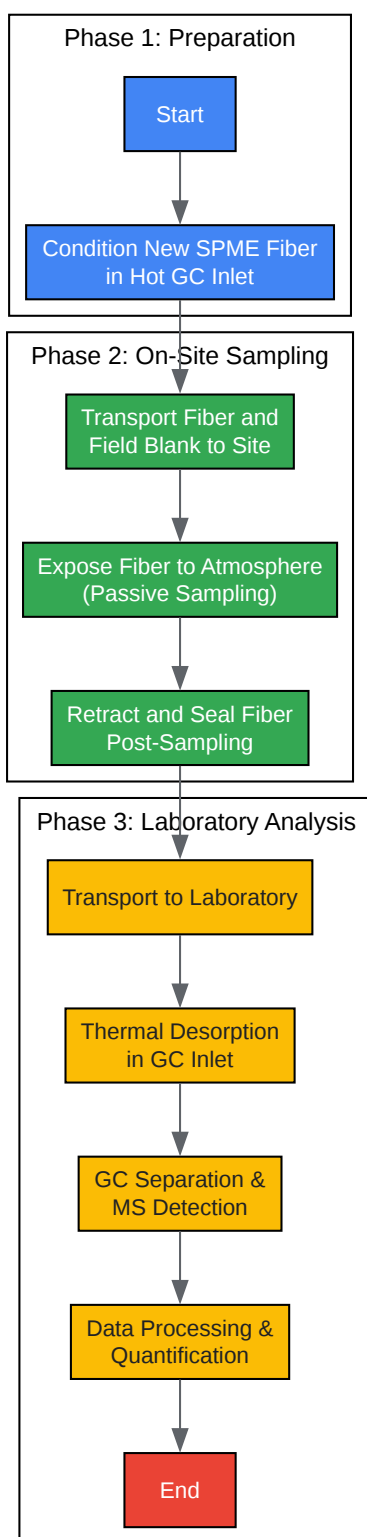 Phase 1: Preparation
Start
Condition New SPME Fiber
in Hot GC Inlet
Phase 2: On-Site Sampling
Transport Fiber and
Field Blank to Site
Expose Fiber to Atmosphere
(Passive Sampling)
Retract and Seal Fiber
Post-Sampling
Phase 3: Laboratory Analysis
Transport to Laboratory
Thermal Desorption
in GC Inlet
GC Separation &
MS Detection
Data Processing &
Quantification
End